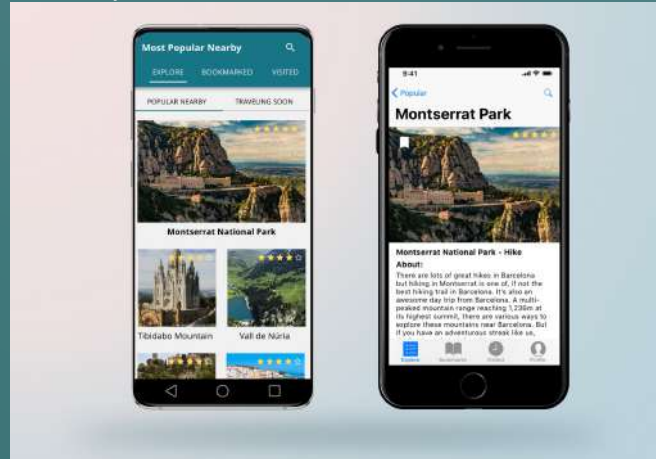 Most Popular Nearby
EXPLORE BOOKMARKED VISITED
POPULAR NEARBY TRAVELING SOON
Montserrat National Park
Tibidabo Mountain Vall de Núria
9:41
Popular
Montserrat Park
Montserrat National Park - Hike
About:
There are lots of great hikes in Barcelona
but hiking in Montserrat is one of, if not the
best hiking trail in Barcelona. It's also an
awesome day trip from Barcelona. A multi-
peaked mountain range reaching 1,236m at
its highest summit, there are various ways to
explore these mountains near Barcelona. But
if you have an adventurous streak like us,
Explore Bookmarks Visited Profile